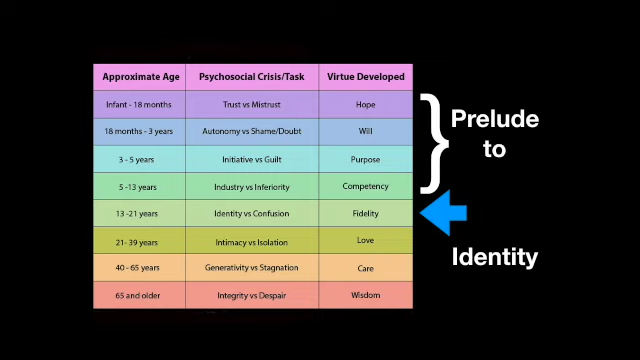 Approximate Age Psychosocial Crisis/Task Virtue Developed
Infant - 18 months Trust vs Mistrust Hope
18 months - 3 years Autonomy vs Shame/Doubt Will
3 - 5 years Initiative vs Guilt Purpose
5 -13 years Industry vs Inferiority Competency
13 -21 years Identity vs Confusion Fidelity
21- 39 years Intimacy vs Isolation Love
40 - 65 years Generativity vs Stagnation Care
65 and older Integrity vs Despair Wisdom
Prelude
to
Identity